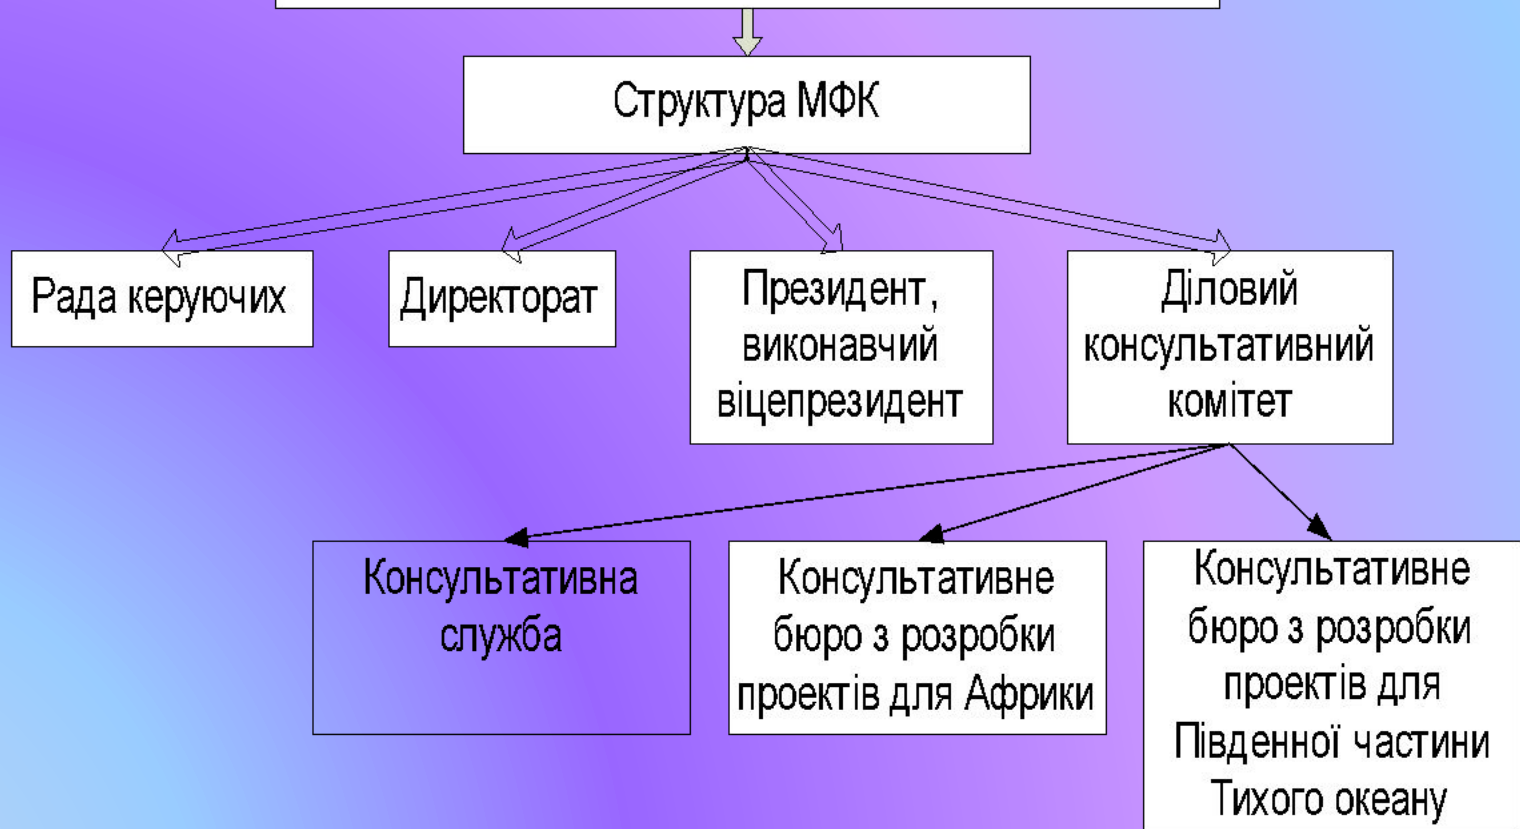 Структура МФК
Рада керуючих
Директорат
Президент,
виконавчий
віцепрезидент
Діловий
консультативний
комітет
Консультативна
служба
Консультативне
бюро з розробки
проектів для Африки
Консультативне
бюро з розробки
проектів для
Південної частини
Тихого океану